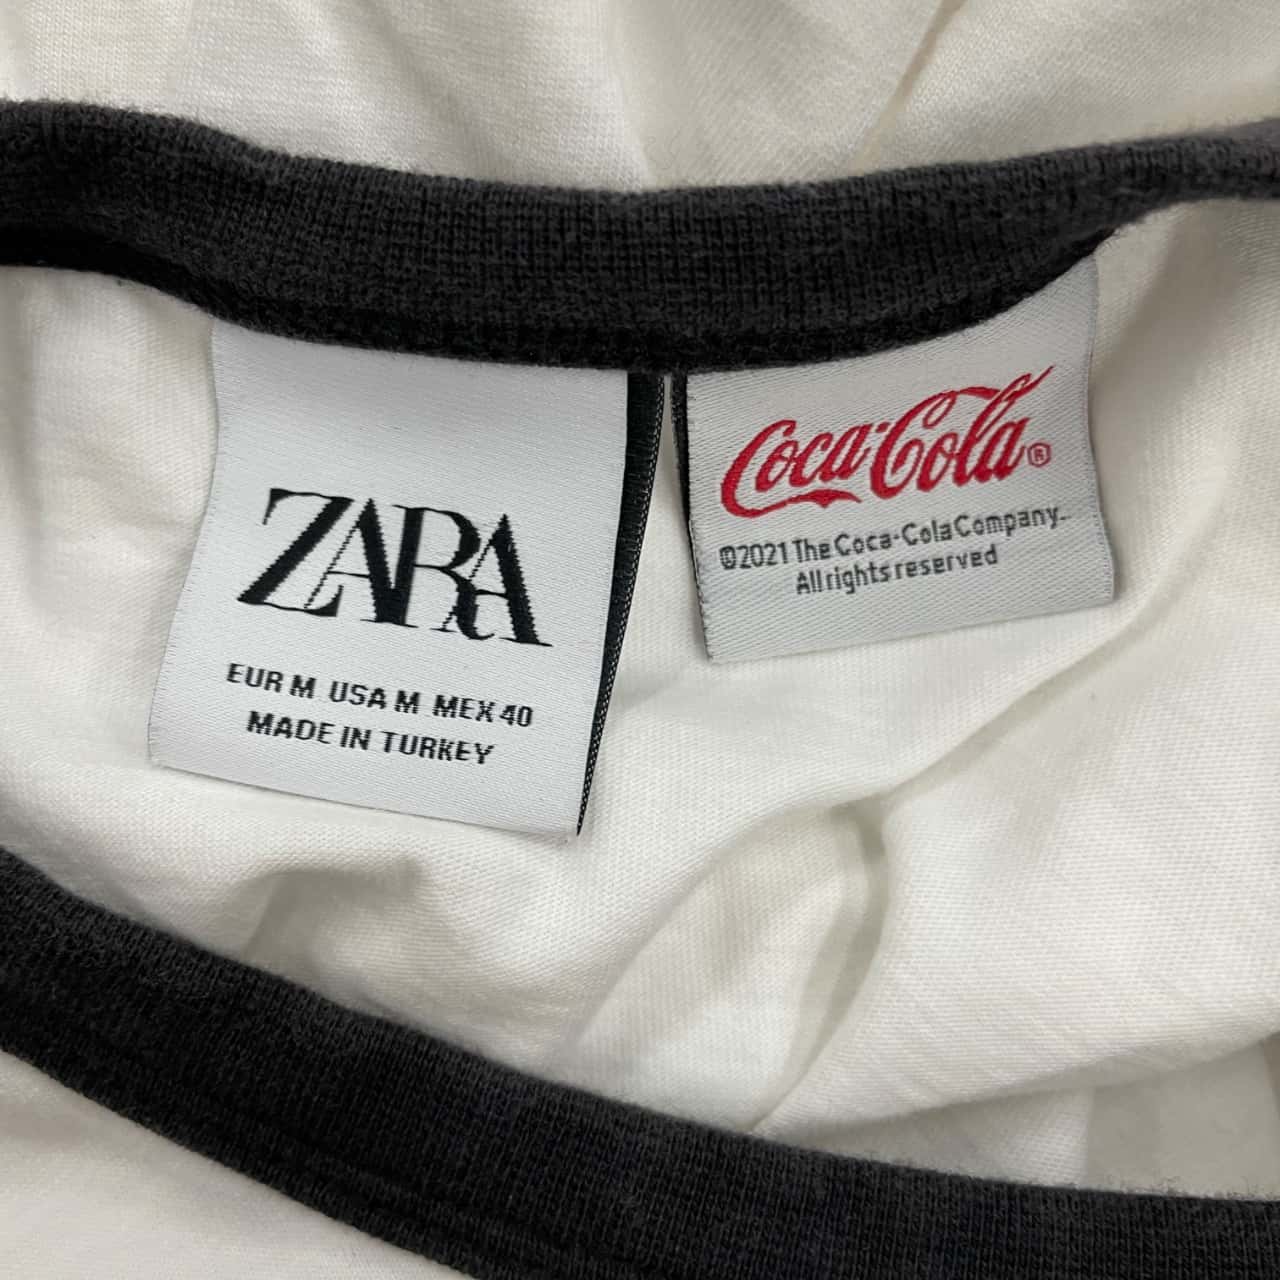 ZARA
EUR M USA M MEX 40
MADE IN TURKEY
Coca-Cola®
©2021 The Coca-Cola Company.
All rights reserved